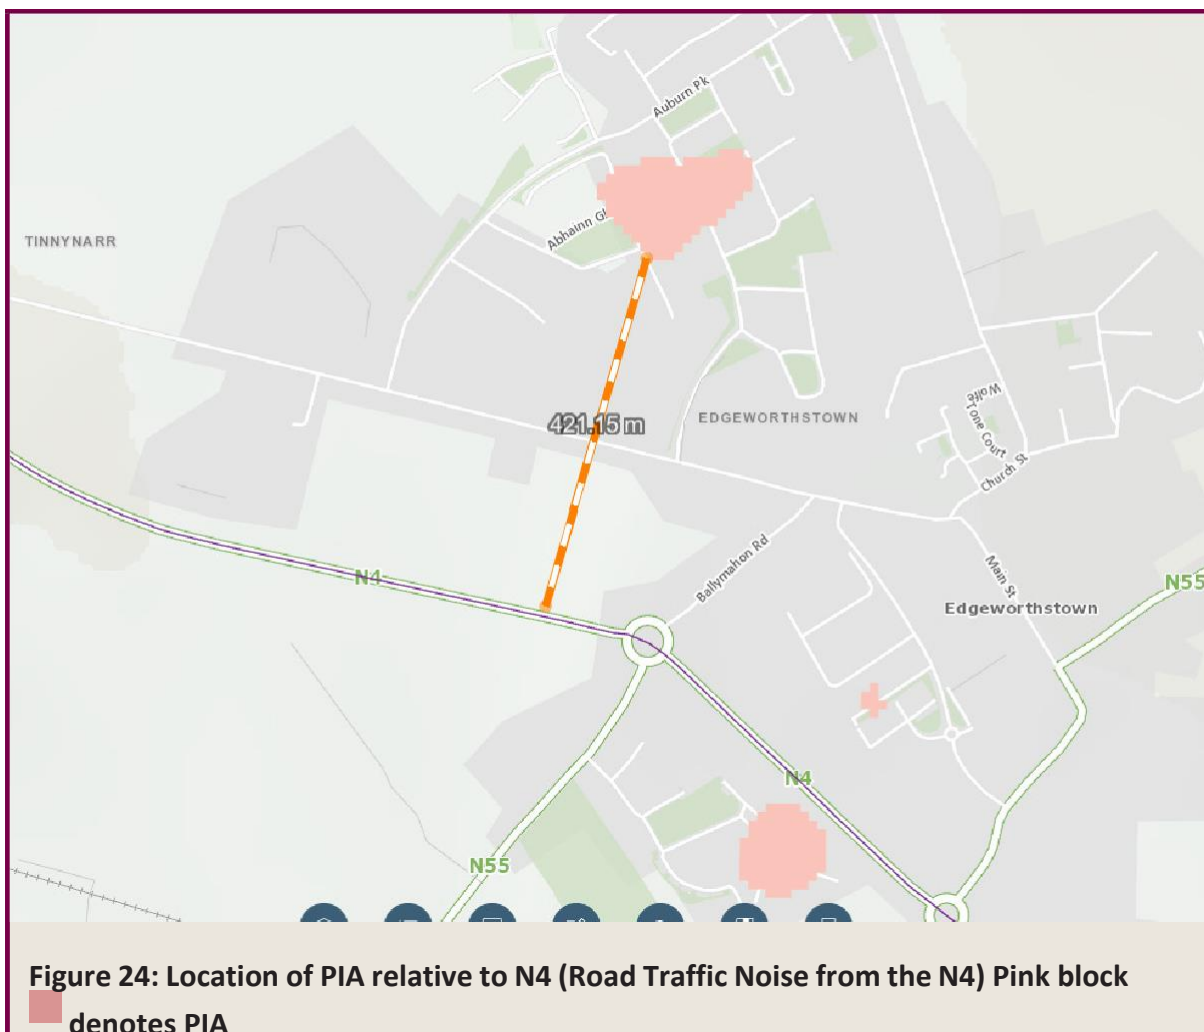 Auburn Pk
Abhainn Gl
TINNYNARR
421.15 m
EDGEWORTHSTOWN
Wolfe
Tone Court
Church St
N4
Ballymahon Rd
Main St
N55
Edgeworthstown
N4
N55
Figure 24: Location of PIA relative to N4 (Road Traffic Noise from the N4) Pink block
denotes PIA